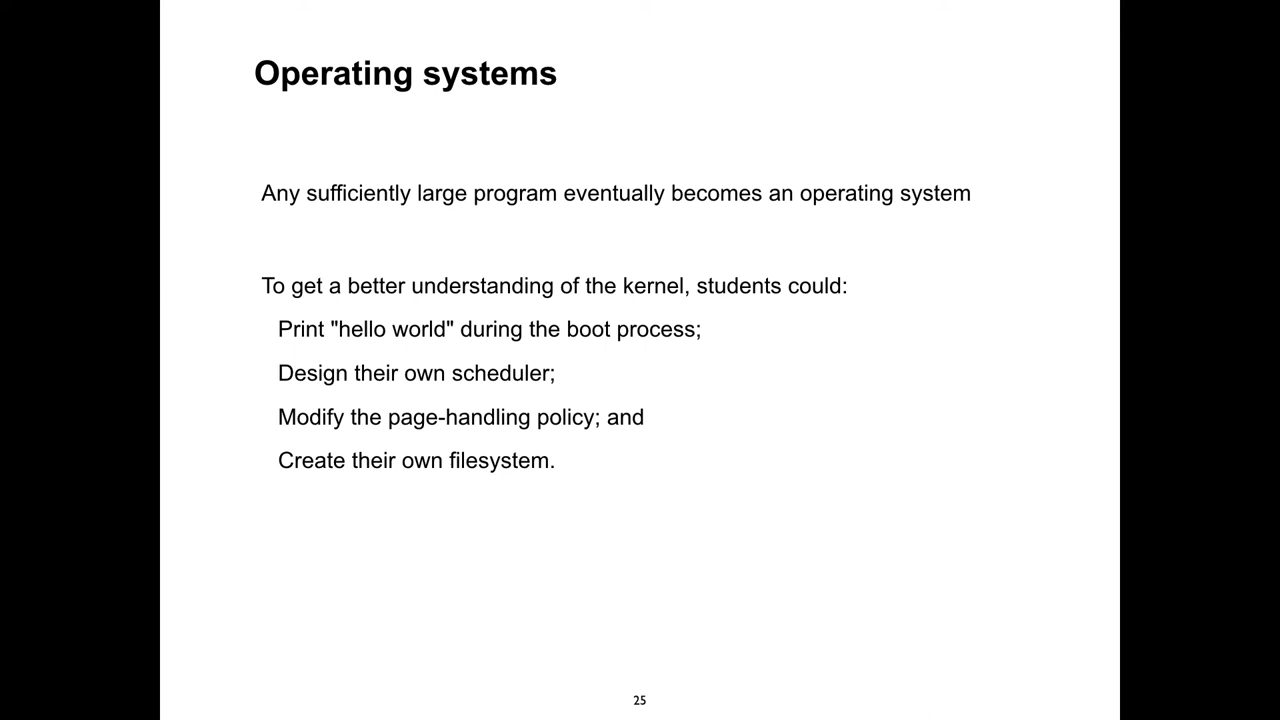 Operating systems
Any sufficiently large program eventually becomes an operating system
To get a better understanding of the kernel, students could:
Print "hello world" during the boot process;
Design their own scheduler;
Modify the page-handling policy; and
Create their own filesystem.
25